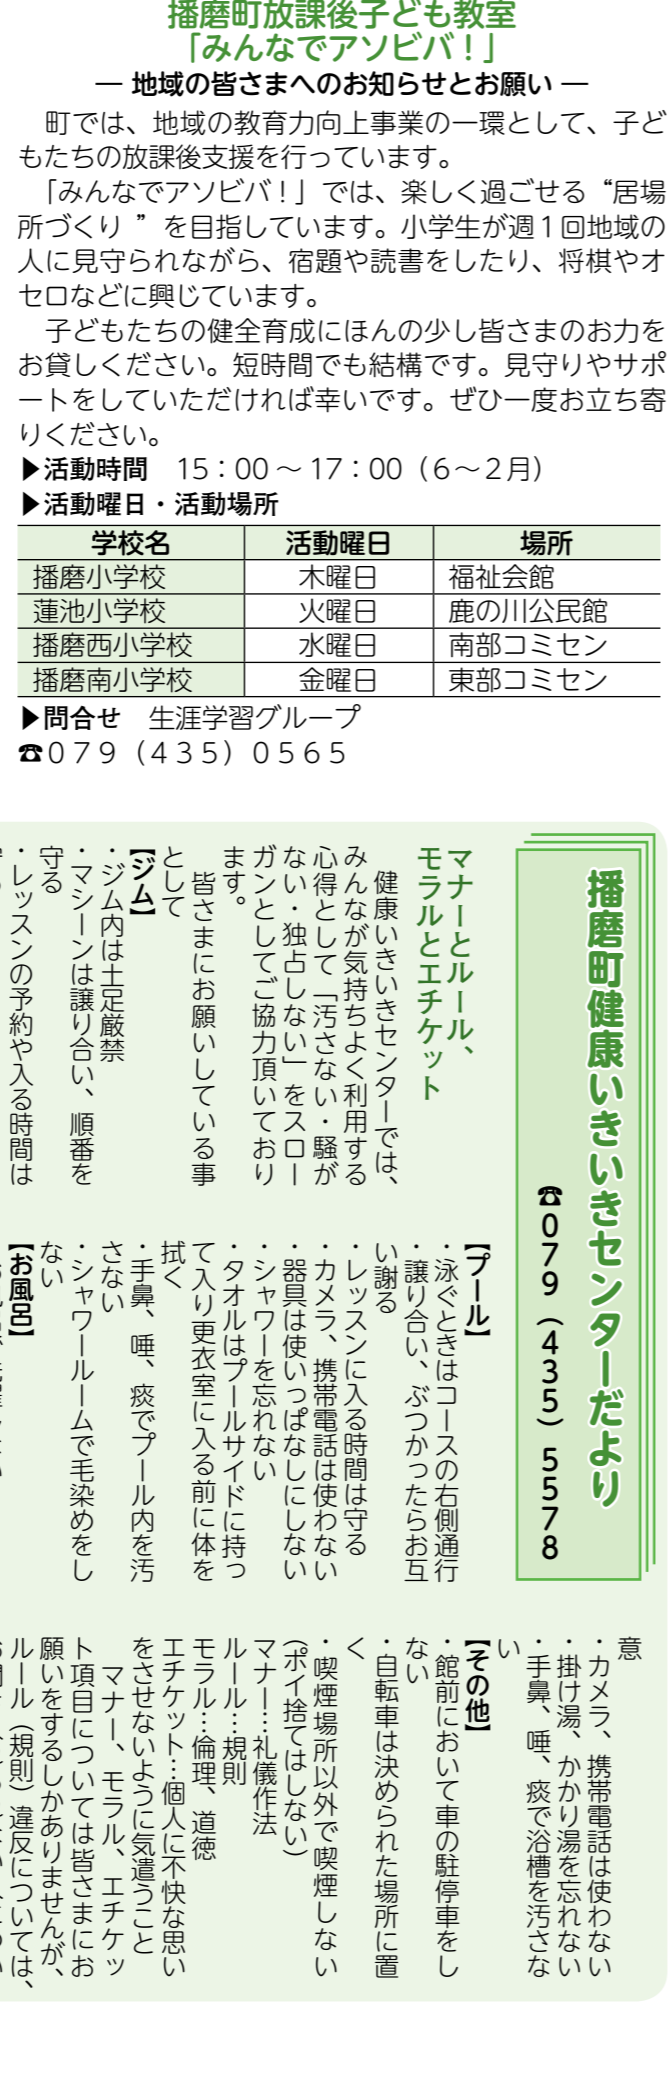 播磨町放課後子ども教室
「みんなでアソビバ！」
― 地域の皆さまへのお知らせとお願い ―
　町では、地域の教育力向上事業の一環として、子ど
もたちの放課後支援を行っています。
　「みんなでアソビバ！」では、楽しく過ごせる“居場
所づくり ”を目指しています。小学生が週１回地域の
人に見守られながら、宿題や読書をしたり、将棋やオ
セロなどに興じています。
　子どもたちの健全育成にほんの少し皆さまのお力を
お貸しください。短時間でも結構です。見守りやサポ
ートをしていただければ幸いです。ぜひ一度お立ち寄
りください。
▶活動時間　15：00 ～ 17：00（６～２月）
▶活動曜日・活動場所
学校名　活動曜日　場所
播磨小学校　木曜日　福祉会館
蓮池小学校　火曜日　鹿の川公民館
播磨西小学校　水曜日　南部コミセン
播磨南小学校　金曜日　東部コミセン
▶問合せ　生涯学習グループ
☎０７９（４３５）０５６５
播磨町健康いきいきセンターだより
☎０７９（４３５）５５７８
マナーとルール、
モラルとエチケット
　健康いきいきセンターでは、
みんなが気持ちよく利用する
心得として「汚さない・騒が
ない・独占しない」をスロー
ガンとしてご協力頂いており
ます。
　皆さまにお願いしている事
として
【ジム】
・ジム内は土足厳禁
・マシーンは譲り合い、順番を
守る
・レッスンの予約や入る時間は
【プール】
・泳ぐときはコースの右側通行
・譲り合い、ぶつかったらお互
い謝る
・レッスンに入る時間は守る
・カメラ、携帯電話は使わない
・器具は使いっぱなしにしない
・シャワーを忘れない
・タオルはプールサイドに持っ
て入り更衣室に入る前に体を
拭く
・手鼻、唾、痰でプール内を汚
さない
・シャワールームで毛染めをし
ない
【お風呂】
意
・カメラ、携帯電話は使わない
・掛け湯、かかり湯を忘れない
・手鼻、唾、痰で浴槽を汚さな
い
【その他】
・館前において車の駐停車をし
ない
・自転車は決められた場所に置
く
・喫煙場所以外で喫煙しない
（ポイ捨てはしない）
マナー…礼儀作法
ルール…規則
モラル…倫理、道徳
エチケット…個人に不快な思い
をさせないように気遣うこと
　マナー、モラル、エチケッ
ト項目については皆さまにお
願いをするしかありませんが、
ルール（規則）違反については、